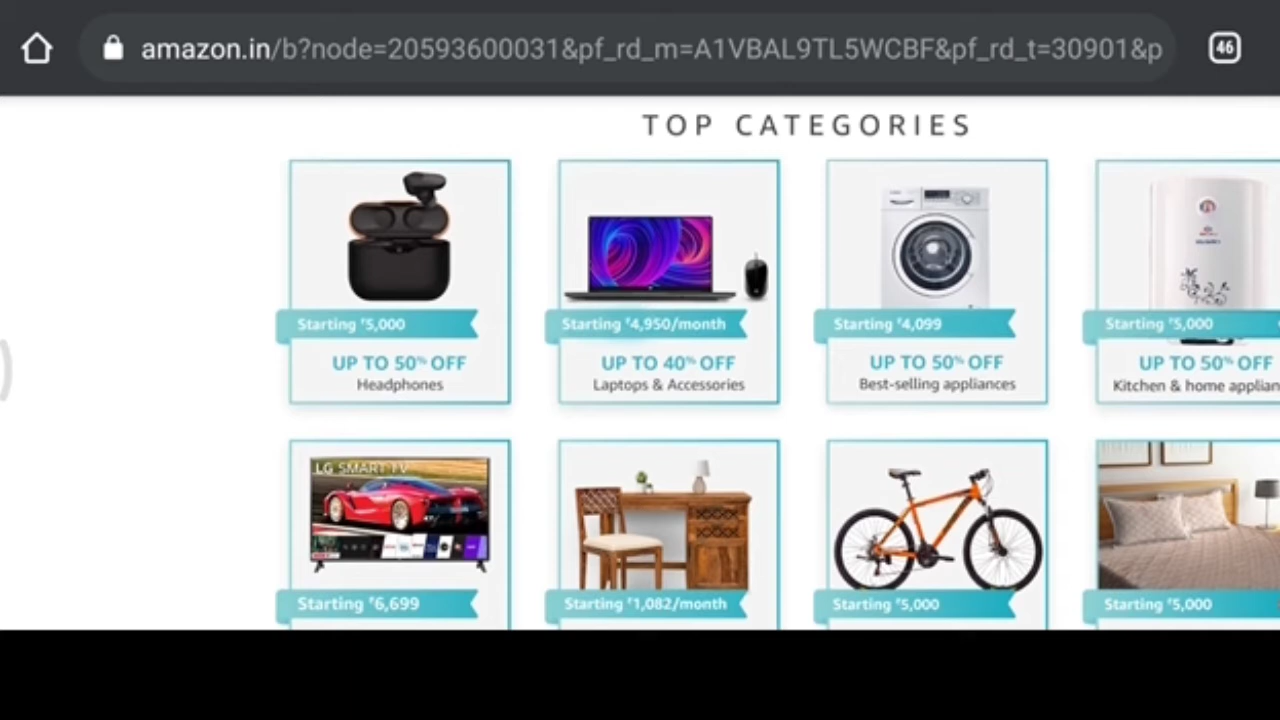 amazon.in/b?node=20593600031&pf_rd_m=A1VBAL9TL5WCBF&pf_rd_t=30901&p
46
TOP CATEGORIES
Starting ₹5,000
UP TO 50% OFF
Headphones
Starting ₹4,950/month
UP TO 40% OFF
Laptops & Accessories
Starting ₹4,099
UP TO 50% OFF
Best-selling appliances
Starting ₹5,000
UP TO 50% OFF
Kitchen & home applian
LG SMART TV
Starting ₹6,699
Starting ₹1,082/month
Starting ₹5,000
Starting ₹5,000